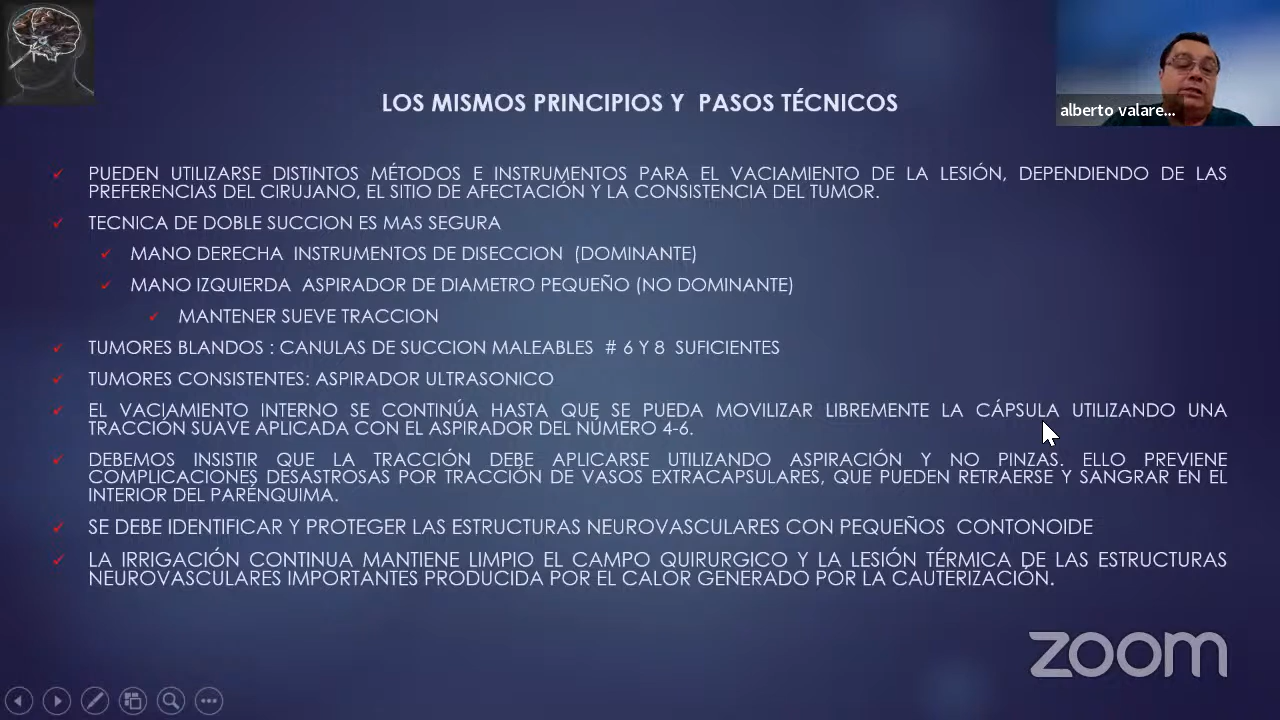 LOS MISMOS PRINCIPIOS Y PASOS TÉCNICOS
alberto valare...
PUEDEN UTILIZARSE DISTINTOS MÉTODOS E INSTRUMENTOS PARA EL VACIAMIENTO DE LA LESIÓN, DEPENDIENDO DE LAS
PREFERENCIAS DEL CIRUJANO, EL SITIO DE AFECTACIÓN Y LA CONSISTENCIA DEL TUMOR.
TECNICA DE DOBLE SUCCION ES MAS SEGURA
MANO DERECHA INSTRUMENTOS DE DISECCION (DOMINANTE)
MANO IZQUIERDA ASPIRADOR DE DIAMETRO PEQUEÑO (NO DOMINANTE)
MANTENER SUEVE TRACCION
TUMORES BLANDOS : CANULAS DE SUCCION MALEABLES # 6 Y 8 SUFICIENTES
TUMORES CONSISTENTES: ASPIRADOR ULTRASONICO
EL VACIAMIENTO INTERNO SE CONTINÚA HASTA QUE SE PUEDA MOVILIZAR LIBREMENTE LA CÁPSULA UTILIZANDO UNA
TRACCIÓN SUAVE APLICADA CON EL ASPIRADOR DEL NÚMERO 4-6.
DEBEMOS INSISTIR QUE LA TRACCIÓN DEBE APLICARSE UTILIZANDO ASPIRACIÓN Y NO PINZAS. ELLO PREVIENE
COMPLICACIONES DESASTROSAS POR TRACCIÓN DE VASOS EXTRACAPSULARES, QUE PUEDEN RETRAERSE Y SANGRAR EN EL
INTERIOR DEL PARÉNQUIMA.
SE DEBE IDENTIFICAR Y PROTEGER LAS ESTRUCTURAS NEUROVASCULARES CON PEQUEÑOS CONTONOIDE
LA IRRIGACIÓN CONTINUA MANTIENE LIMPIO EL CAMPO QUIRURGICO Y LA LESIÓN TÉRMICA DE LAS ESTRUCTURAS
NEUROVASCULARES IMPORTANTES PRODUCIDA POR EL CALOR GENERADO POR LA CAUTERIZACIÓN.
zoom